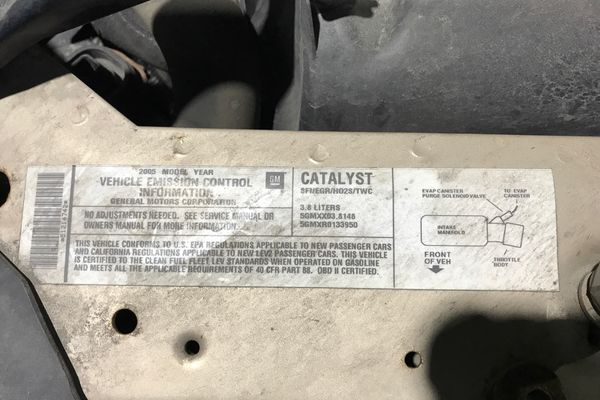 2005 MODEL YEAR
VEHICLE EMISSION CONTROL
INFORMATION
GENERAL MOTORS CORPORATION
GM
NO ADJUSTMENTS NEEDED. SEE SERVICE MANUAL OR
OWNERS MANUAL FOR MORE INFORMATION.
CATALYST
SFI/EGR/HO2S/TWC
3.8 LITERS
5GMXX03.8148
5GMXR0133950
THIS VEHICLE CONFORMS TO U.S. EPA REGULATIONS APPLICABLE TO NEW PASSENGER CARS
AND CALIFORNIA REGULATIONS APPLICABLE TO NEW LEV2 PASSENGER CARS. THIS VEHICLE
IS CERTIFIED TO THE CLEAN FUEL FLEET LEV STANDARDS WHEN OPERATED ON GASOLINE
AND MEETS ALL THE APPLICABLE REQUIREMENTS OF 40 CFR PART 88. OBD II CERTIFIED.
EVAP CANISTER
PURGE SOLENOID VALVE
TO EVAP
CANISTER
INTAKE
MANIFOLD
FRONT
OF VEH
THROTTLE
BODY